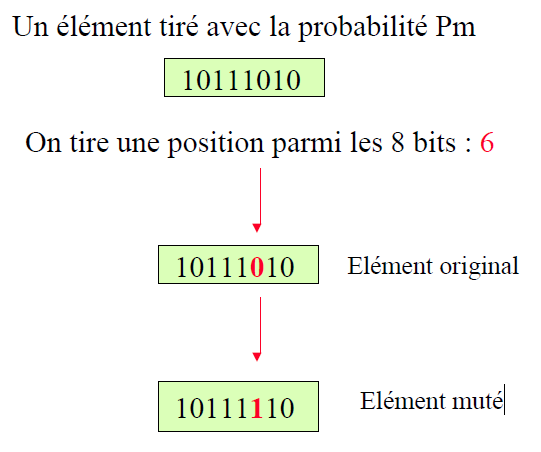 Un élément tiré avec la probabilité Pm
10111010
On tire une position parmi les 8 bits : 6
10111010 Elément original
10111110 Elément muté